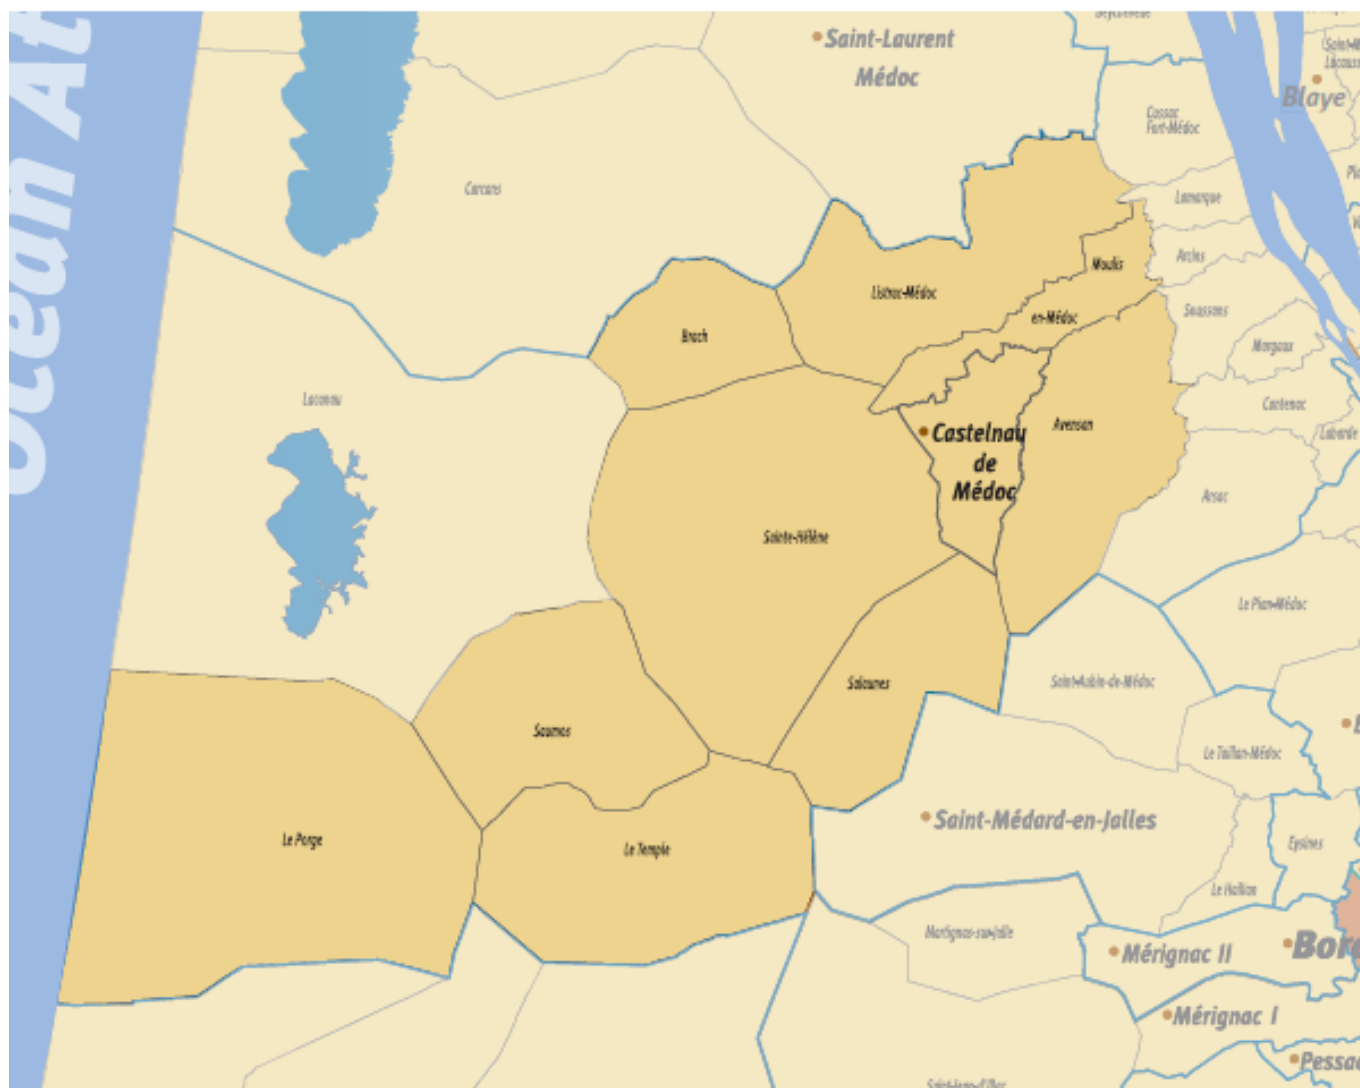 Océan At
Saint-Laurent
Médoc
Blaye
Cussac
Fort-Médoc
Carcans
Lamarque
Arcins
Moulis
en-Médoc
Listrac-Médoc
Soussans
Brach
Margaux
Lacanau
Cantenac
Avensan
Labarde
Castelnau
de
Médoc
Arsac
Sainte-Hélène
Le Pian-Médoc
Salaunes
Saint-Aubin-de-Médoc
Saumos
Le Taillan-Médoc
Saint-Médard-en-Jalles
Le Porge
Le Temple
Eysines
Le Haillan
Martignas-sur-Jalle
Mérignac II
Bor
Mérignac I
Pessac